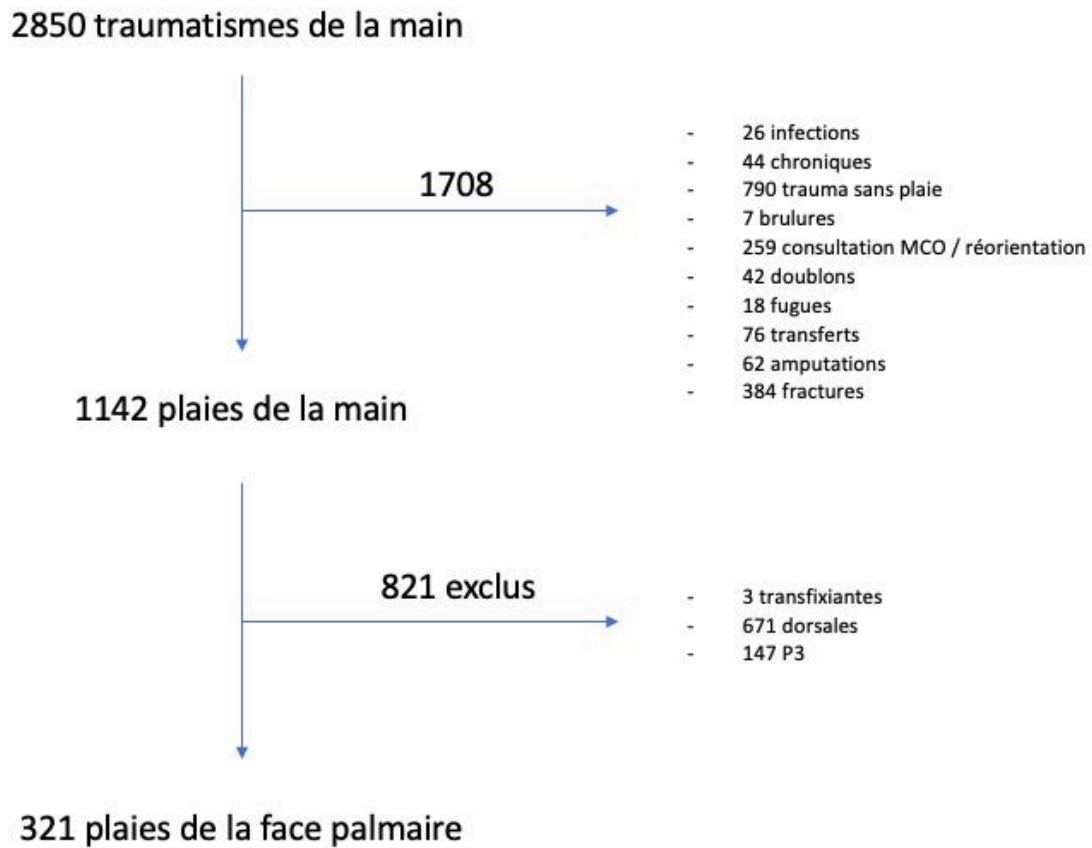 2850 traumatismes de la main
1708
- 26 infections
- 44 chroniques
- 790 trauma sans plaie
- 7 brulures
- 259 consultation MCO / réorientation
- 42 doublons
- 18 fugues
- 76 transferts
- 62 amputations
- 384 fractures
1142 plaies de la main
821 exclus
- 3 transfixiantes
- 671 dorsales
- 147 P3
321 plaies de la face palmaire